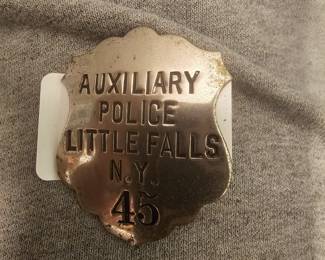 AUXILIARY
POLICE
LITTLE FALLS
N.Y.
45